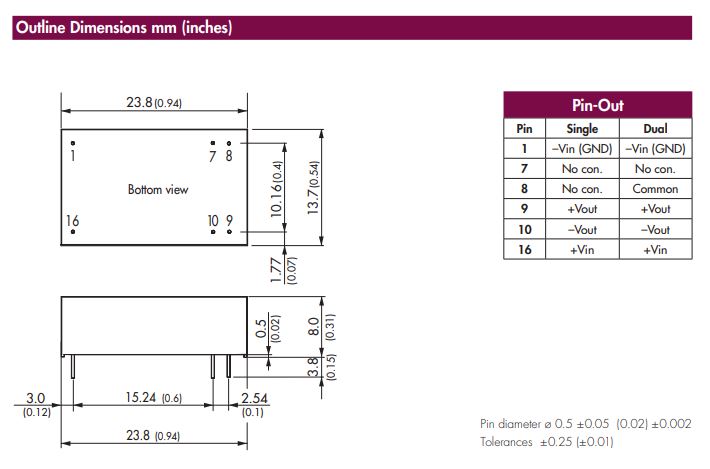 Outline Dimensions mm (inches)
23.8 (0.94)
1 7 8
Bottom view
16 10 9
10.16 (0.4)
13.7 (0.54)
1.77 (0.07)
Pin-Out
Pin Single Dual
1 –Vin (GND) –Vin (GND)
7 No con. No con.
8 No con. Common
9 +Vout +Vout
10 –Vout –Vout
16 +Vin +Vin
0.5 (0.02)
8.0 (0.31)
3.8 (0.15)
3.0 (0.12)
15.24 (0.6)
2.54 (0.1)
23.8 (0.94)
Pin diameter ø 0.5 ±0.05 (0.02) ±0.002
Tolerances ±0.25 (±0.01)